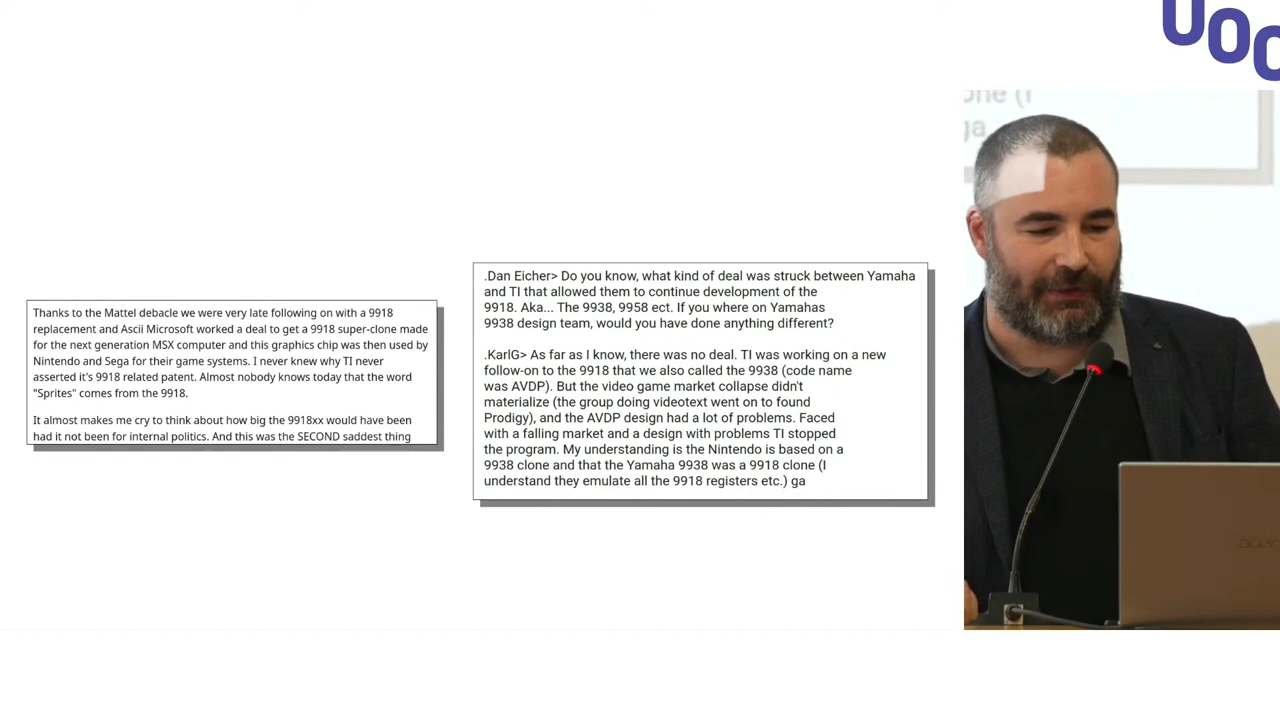 UOC
Thanks to the Mattel debacle we were very late following on with a 9918
replacement and Ascii Microsoft worked a deal to get a 9918 super-clone made
for the next generation MSX computer and this graphics chip was then used by
Nintendo and Sega for their game systems. I never knew why TI never
asserted it's 9918 related patent. Almost nobody knows today that the word
"Sprites" comes from the 9918.
It almost makes me cry to think about how big the 9918xx would have been
had it not been for internal politics. And this was the SECOND saddest thing
.Dan Eicher> Do you know, what kind of deal was struck between Yamaha
and TI that allowed them to continue development of the
9918. Aka... The 9938, 9958 ect. If you where on Yamahas
9938 design team, would you have done anything different?
.KarlG> As far as I know, there was no deal. TI was working on a new
follow-on to the 9918 that we also called the 9938 (code name
was AVDP). But the video game market collapse didn't
materialize (the group doing videotext went on to found
Prodigy), and the AVDP design had a lot of problems. Faced
with a falling market and a design with problems TI stopped
the program. My understanding is the Nintendo is based on a
9938 clone and that the Yamaha 9938 was a 9918 clone (I
understand they emulate all the 9918 registers etc.) ga
one (I
ga
acer